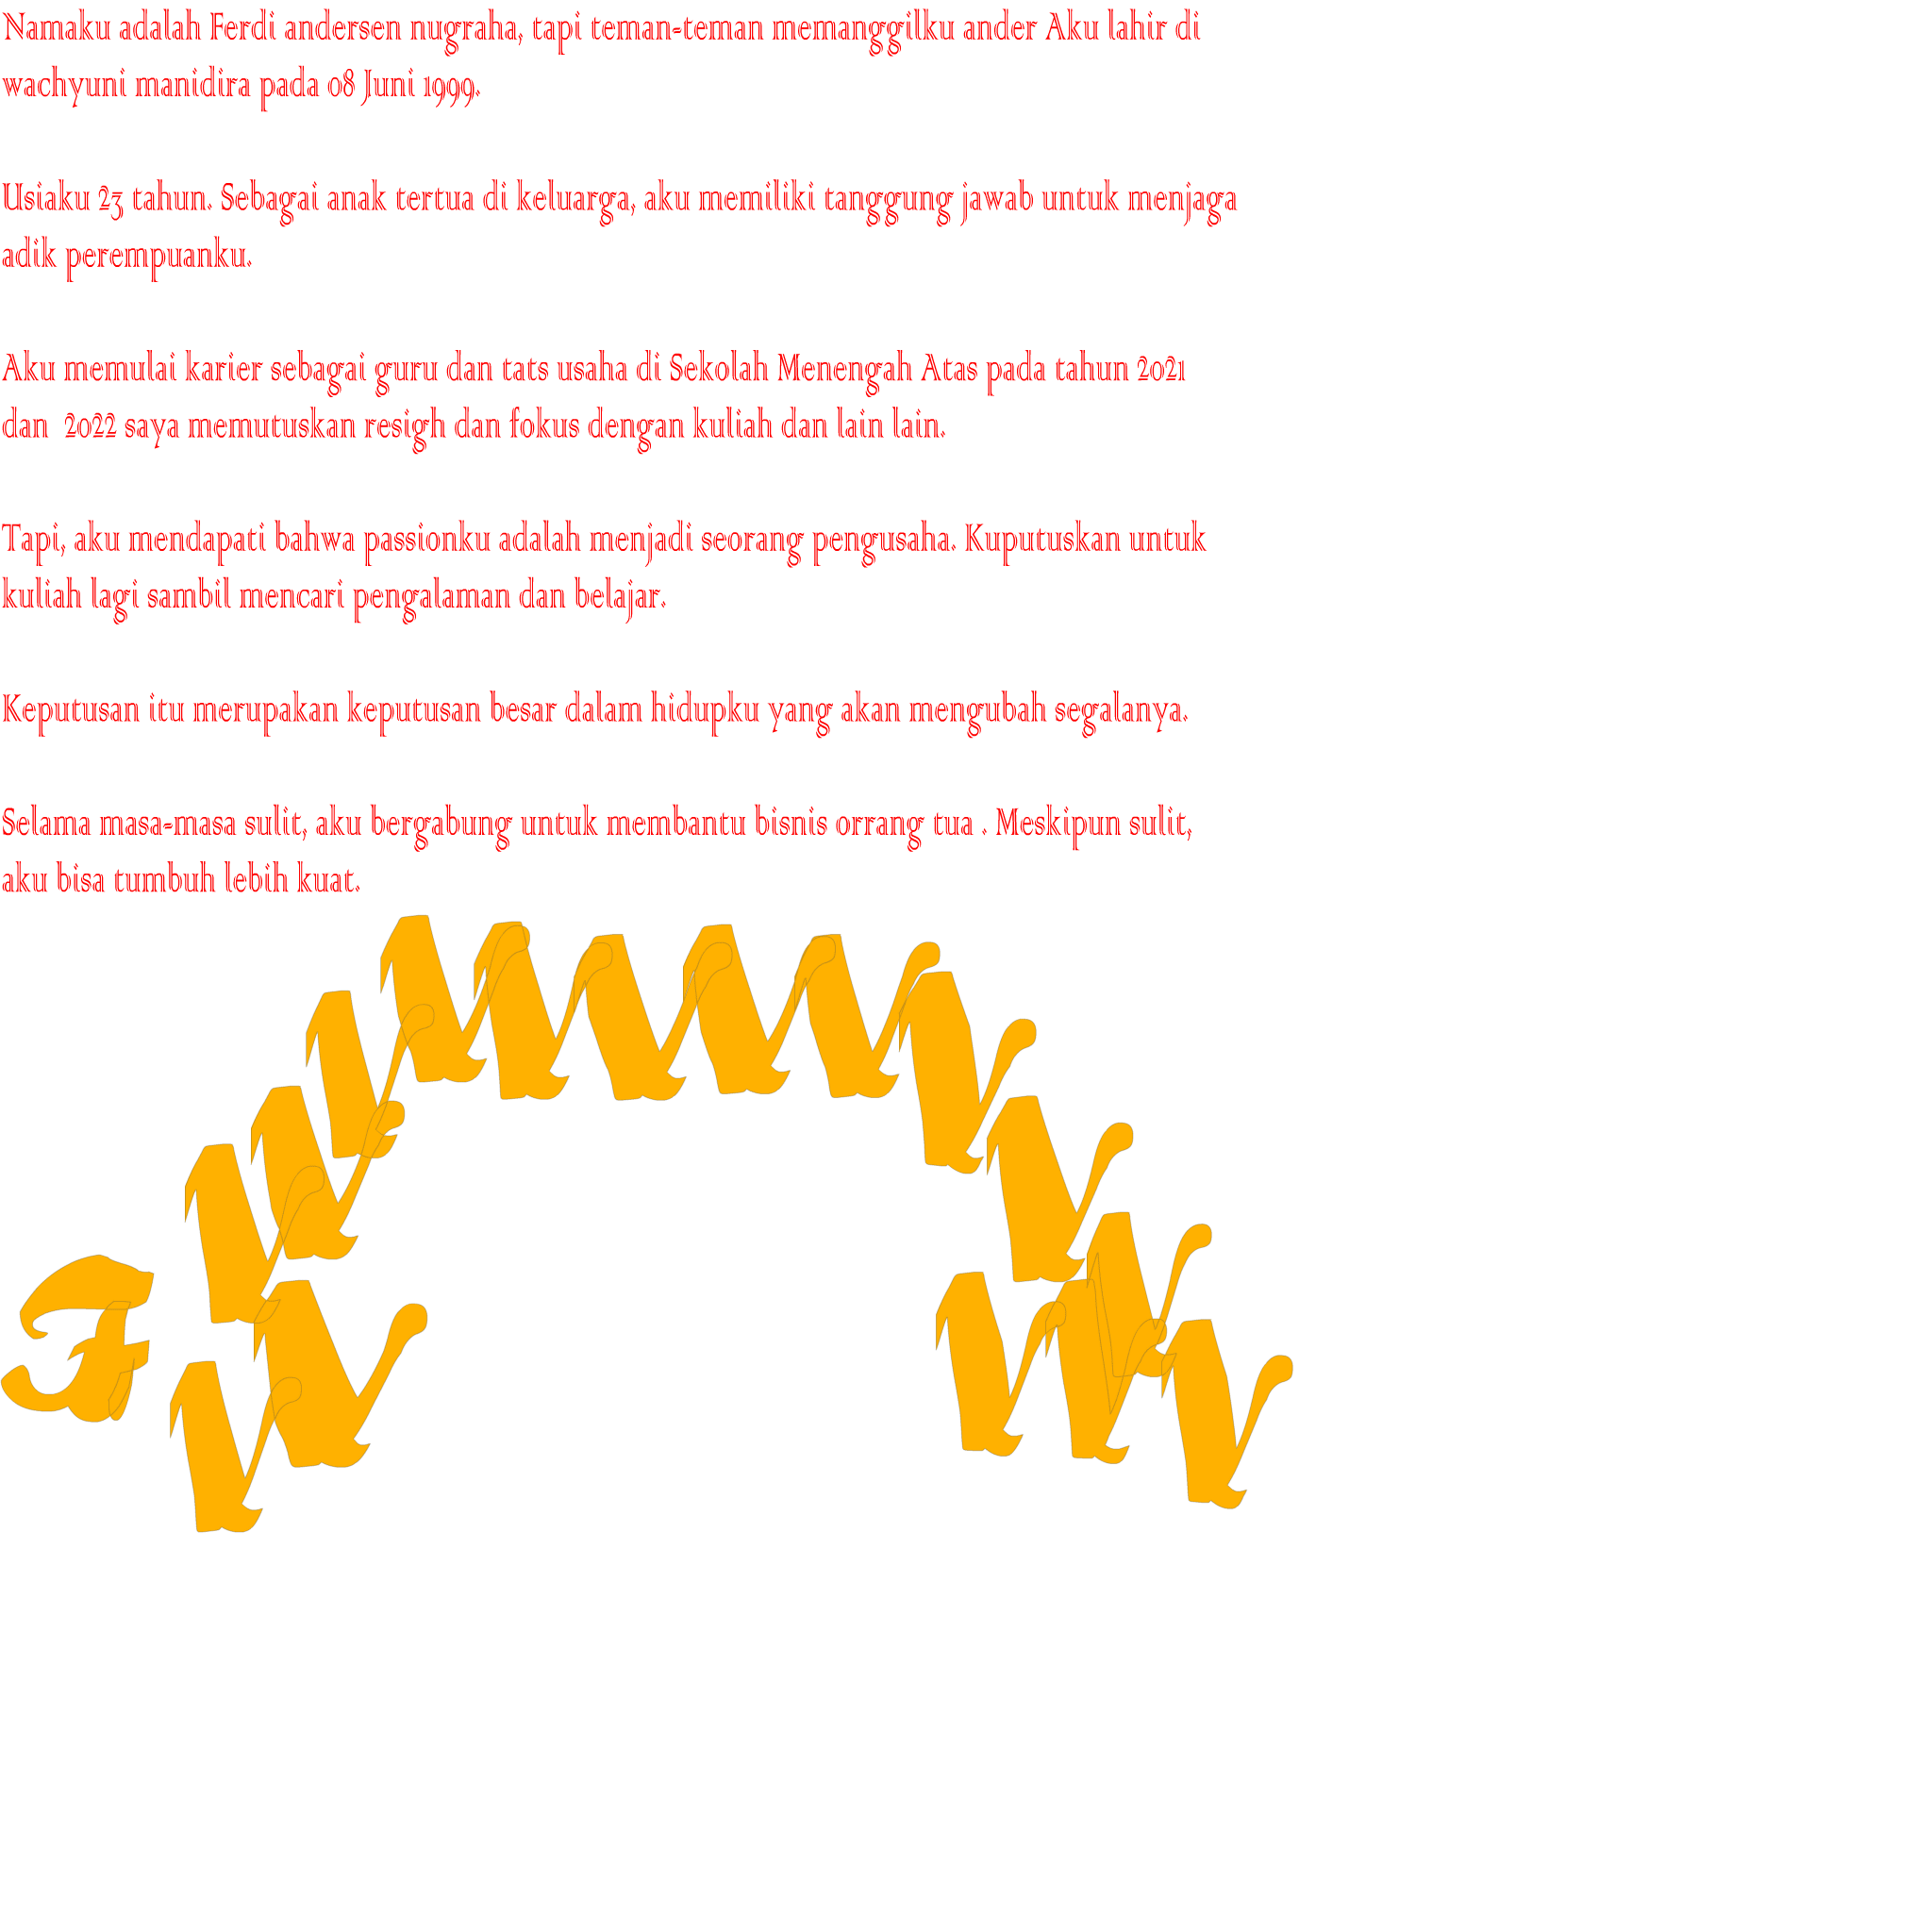 Namaku adalah Ferdi andersen nugraha, tapi teman-teman memanggilku ander Aku lahir di
wachyuni manidira pada 08 Juni 1999.
Usiaku 23 tahun. Sebagai anak tertua di keluarga, aku memiliki tanggung jawab untuk menjaga
adik perempuanku.
Aku memulai karier sebagai guru dan tats usaha di Sekolah Menengah Atas pada tahun 2021
dan  2022 saya memutuskan resigh dan fokus dengan kuliah dan lain lain.
Tapi, aku mendapati bahwa passionku adalah menjadi seorang pengusaha. Kuputuskan untuk
kuliah lagi sambil mencari pengalaman dan belajar.
Keputusan itu merupakan keputusan besar dalam hidupku yang akan mengubah segalanya.
Selama masa-masa sulit, aku bergabung untuk membantu bisnis orrang tua . Meskipun sulit,
aku bisa tumbuh lebih kuat.